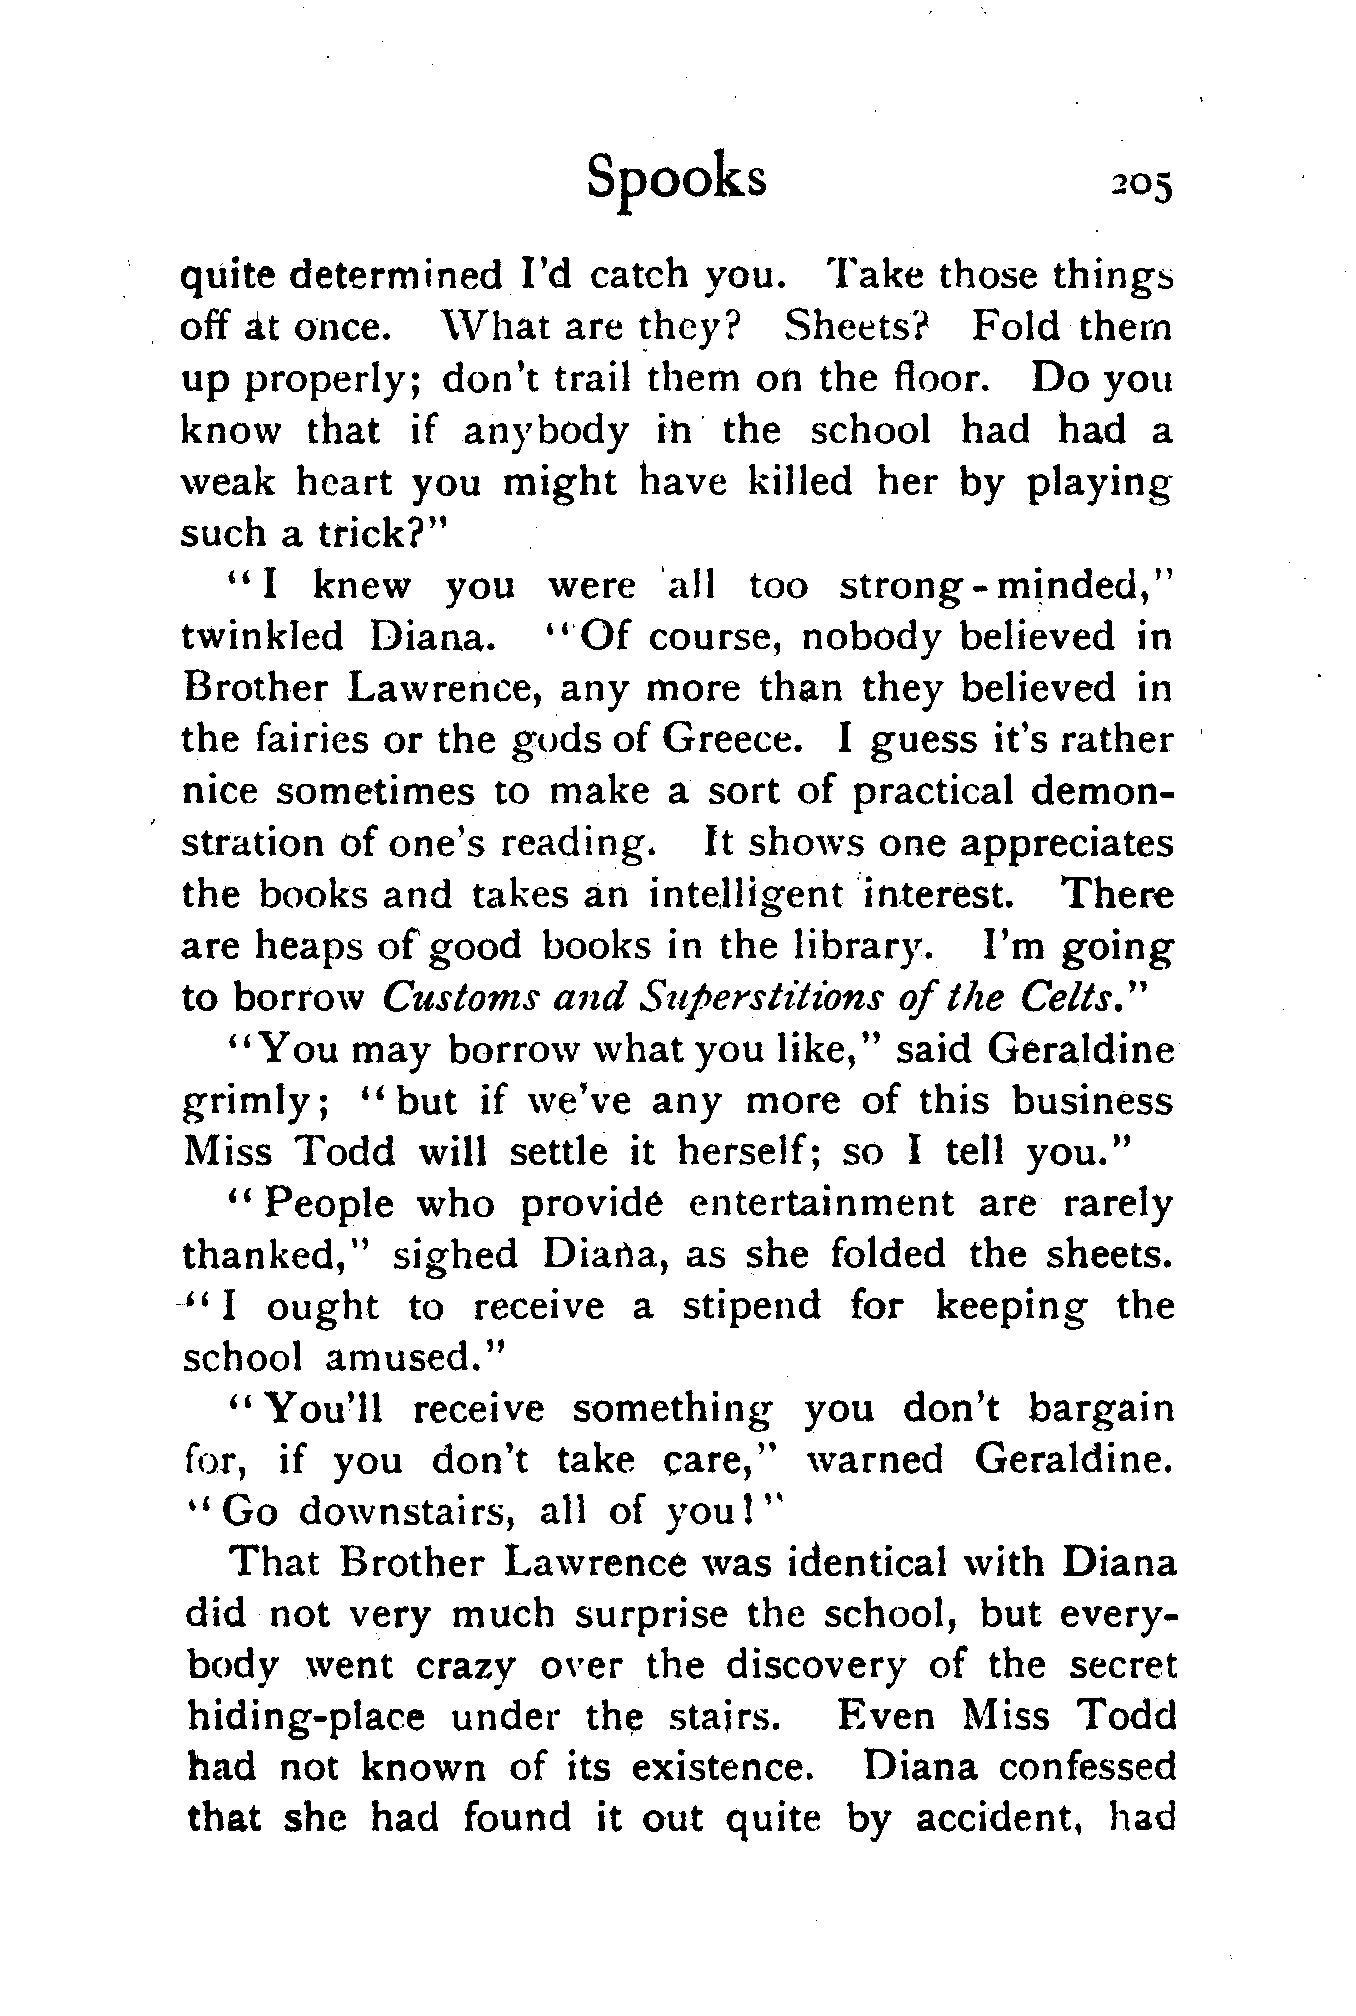 Spooks 205
quite determined I'd catch you. Take those things
off at once. What are they? Sheets? Fold them
up properly; don't trail them on the floor. Do you
know that if anybody in the school had had a
weak heart you might have killed her by playing
such a trick?"
"I knew you were all too strong-minded,"
twinkled Diana. "Of course, nobody believed in
Brother Lawrence, any more than they believed in
the fairies or the gods of Greece. I guess it's rather
nice sometimes to make a sort of practical demon-
stration of one's reading. It shows one appreciates
the books and takes an intelligent interest. There
are heaps of good books in the library. I'm going
to borrow Customs and Superstitions of the Celts."
"You may borrow what you like," said Geraldine
grimly; "but if we've any more of this business
Miss Todd will settle it herself; so I tell you."
"People who provide entertainment are rarely
thanked," sighed Diana, as she folded the sheets.
"I ought to receive a stipend for keeping the
school amused."
"You'll receive something you don't bargain
for, if you don't take care," warned Geraldine.
"Go downstairs, all of you!"
That Brother Lawrence was identical with Diana
did not very much surprise the school, but every-
body went crazy over the discovery of the secret
hiding-place under the stairs. Even Miss Todd
had not known of its existence. Diana confessed
that she had found it out quite by accident, had